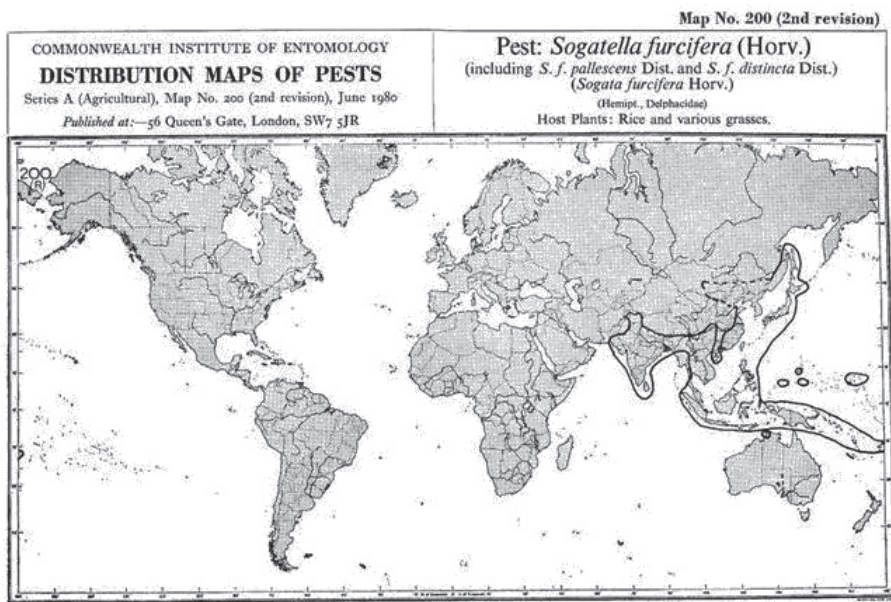 Map No. 200 (2nd revision)
COMMONWEALTH INSTITUTE OF ENTOMOLOGY
DISTRIBUTION MAPS OF PESTS
Series A (Agricultural), Map No. 200 (2nd revision), June 1980
Published at:—56 Queen's Gate, London, SW7 5JR
Pest: Sogatella furcifera (Horv.)
(including S. f. pallescens Dist. and S. f. distincta Dist.)
(Sogata furcifera Horv.)
(Hemipt., Delphacidae)
Host Plants: Rice and various grasses.
200
(R)